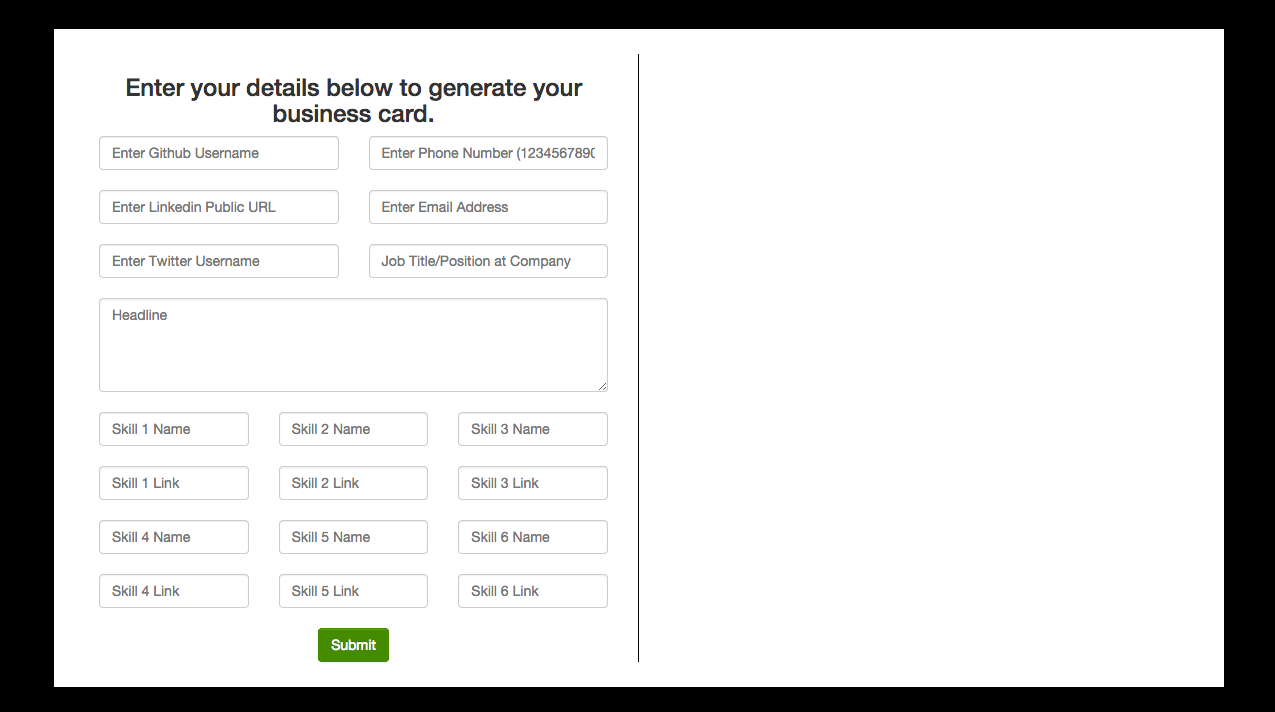 Enter your details below to generate your
business card.
Enter Github Username
Enter Phone Number (1234567890
Enter Linkedin Public URL
Enter Email Address
Enter Twitter Username
Job Title/Position at Company
Headline
Skill 1 Name
Skill 2 Name
Skill 3 Name
Skill 1 Link
Skill 2 Link
Skill 3 Link
Skill 4 Name
Skill 5 Name
Skill 6 Name
Skill 4 Link
Skill 5 Link
Skill 6 Link
Submit